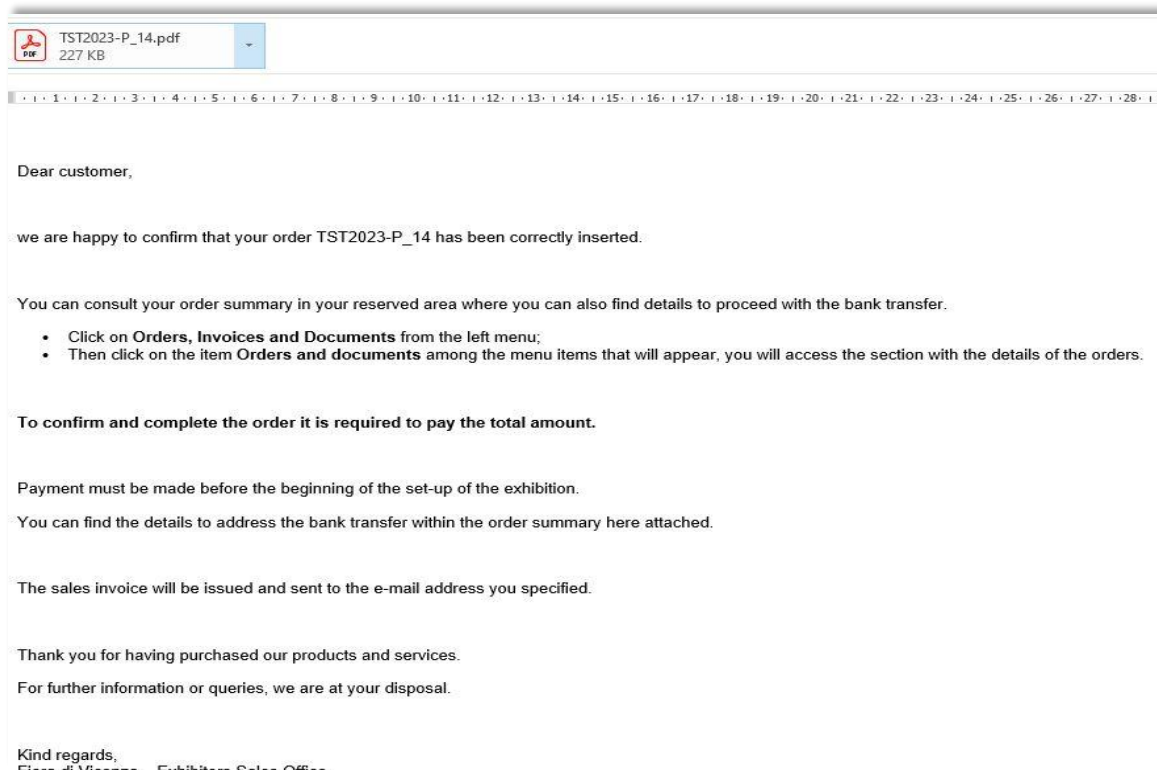 TST2023-P_14.pdf
PDF
227 KB
· ı · 1 · ı · 2 · ı · 3 · ı · 4 · ı · 5 · ı · 6 · ı · 7 · ı · 8 · ı · 9 · ı · 10 · ı · 11 · ı · 12 · ı · 13 · ı · 14 · ı · 15 · ı · 16 · ı · 17 · ı · 18 · ı · 19 · ı · 20 · ı · 21 · ı · 22 · ı · 23 · ı · 24 · ı · 25 · ı · 26 · ı · 27 · ı · 28 · ı
Dear customer,
we are happy to confirm that your order TST2023-P_14 has been correctly inserted.
You can consult your order summary in your reserved area where you can also find details to proceed with the bank transfer.
• Click on Orders, Invoices and Documents from the left menu;
• Then click on the item Orders and documents among the menu items that will appear, you will access the section with the details of the orders.
To confirm and complete the order it is required to pay the total amount.
Payment must be made before the beginning of the set-up of the exhibition.
You can find the details to address the bank transfer within the order summary here attached.
The sales invoice will be issued and sent to the e-mail address you specified.
Thank you for having purchased our products and services.
For further information or queries, we are at your disposal.
Kind regards,
Fiera di Vicenza – Exhibitors Sales Office